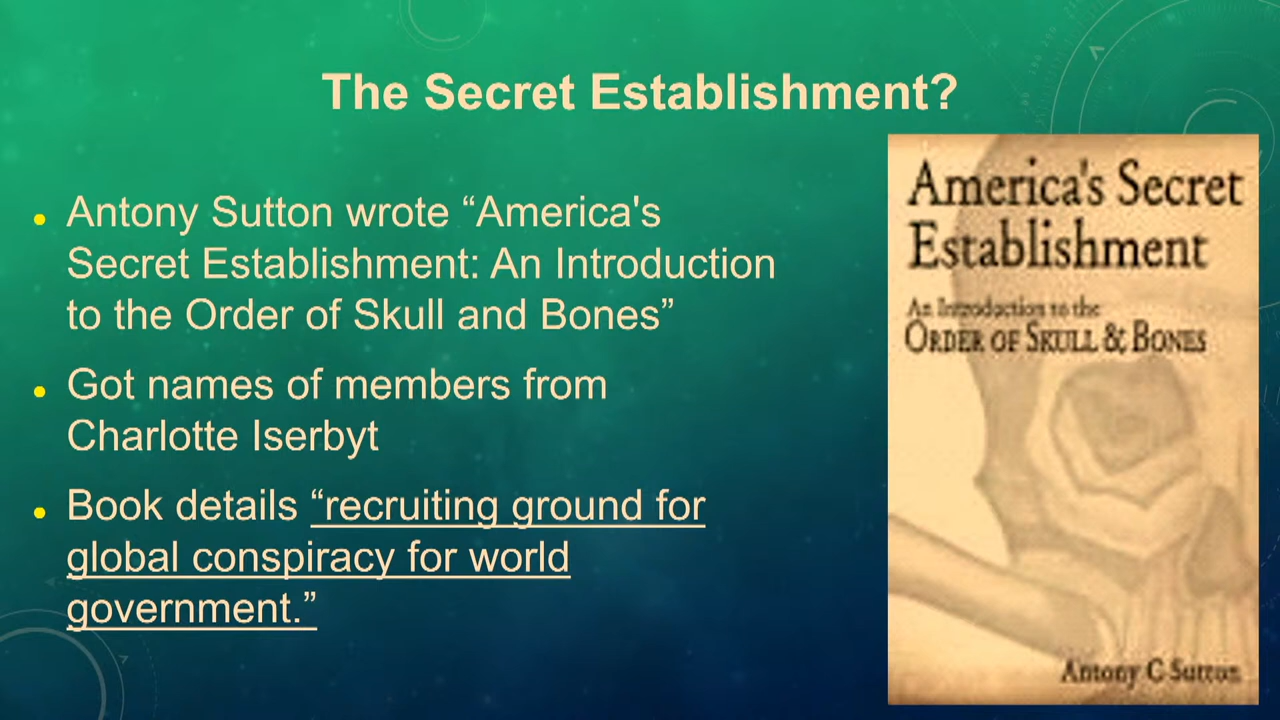 The Secret Establishment?
• Antony Sutton wrote “America's
Secret Establishment: An Introduction
to the Order of Skull and Bones”
• Got names of members from
Charlotte Iserbyt
• Book details “recruiting ground for
global conspiracy for world
government.”
America's Secret
Establishment
An Introduction to the
ORDER OF SKULL & BONES
Antony C Sutton